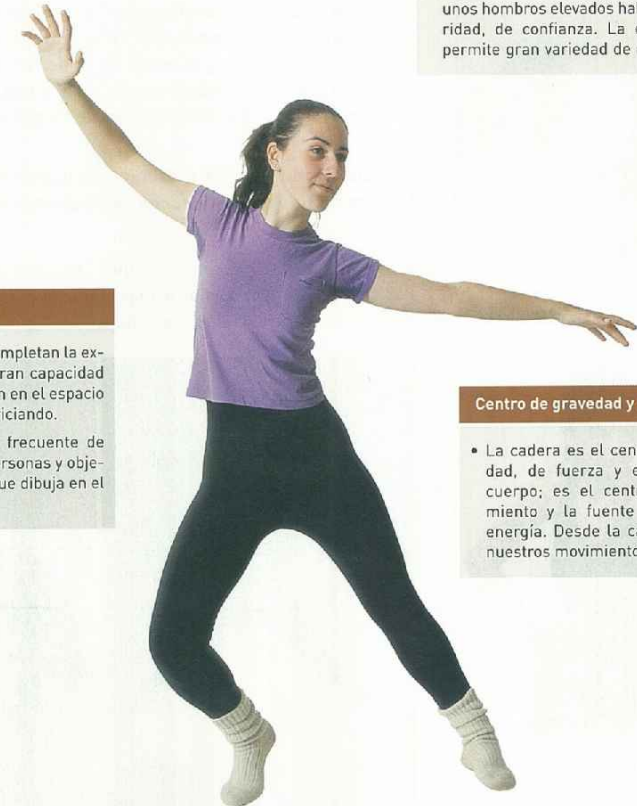 unos hombros elevados hal
ridad, de confianza. La
permite gran variedad de
mpletan la ex-
ran capacidad
n en el espacio
iciando.
frecuente de
rsonas y obje-
ue dibuja en el
Centro de gravedad y
• La cadera es el cen
dad, de fuerza y e
cuerpo; es el cent
miento y la fuente
energía. Desde la ca
nuestros movimiento